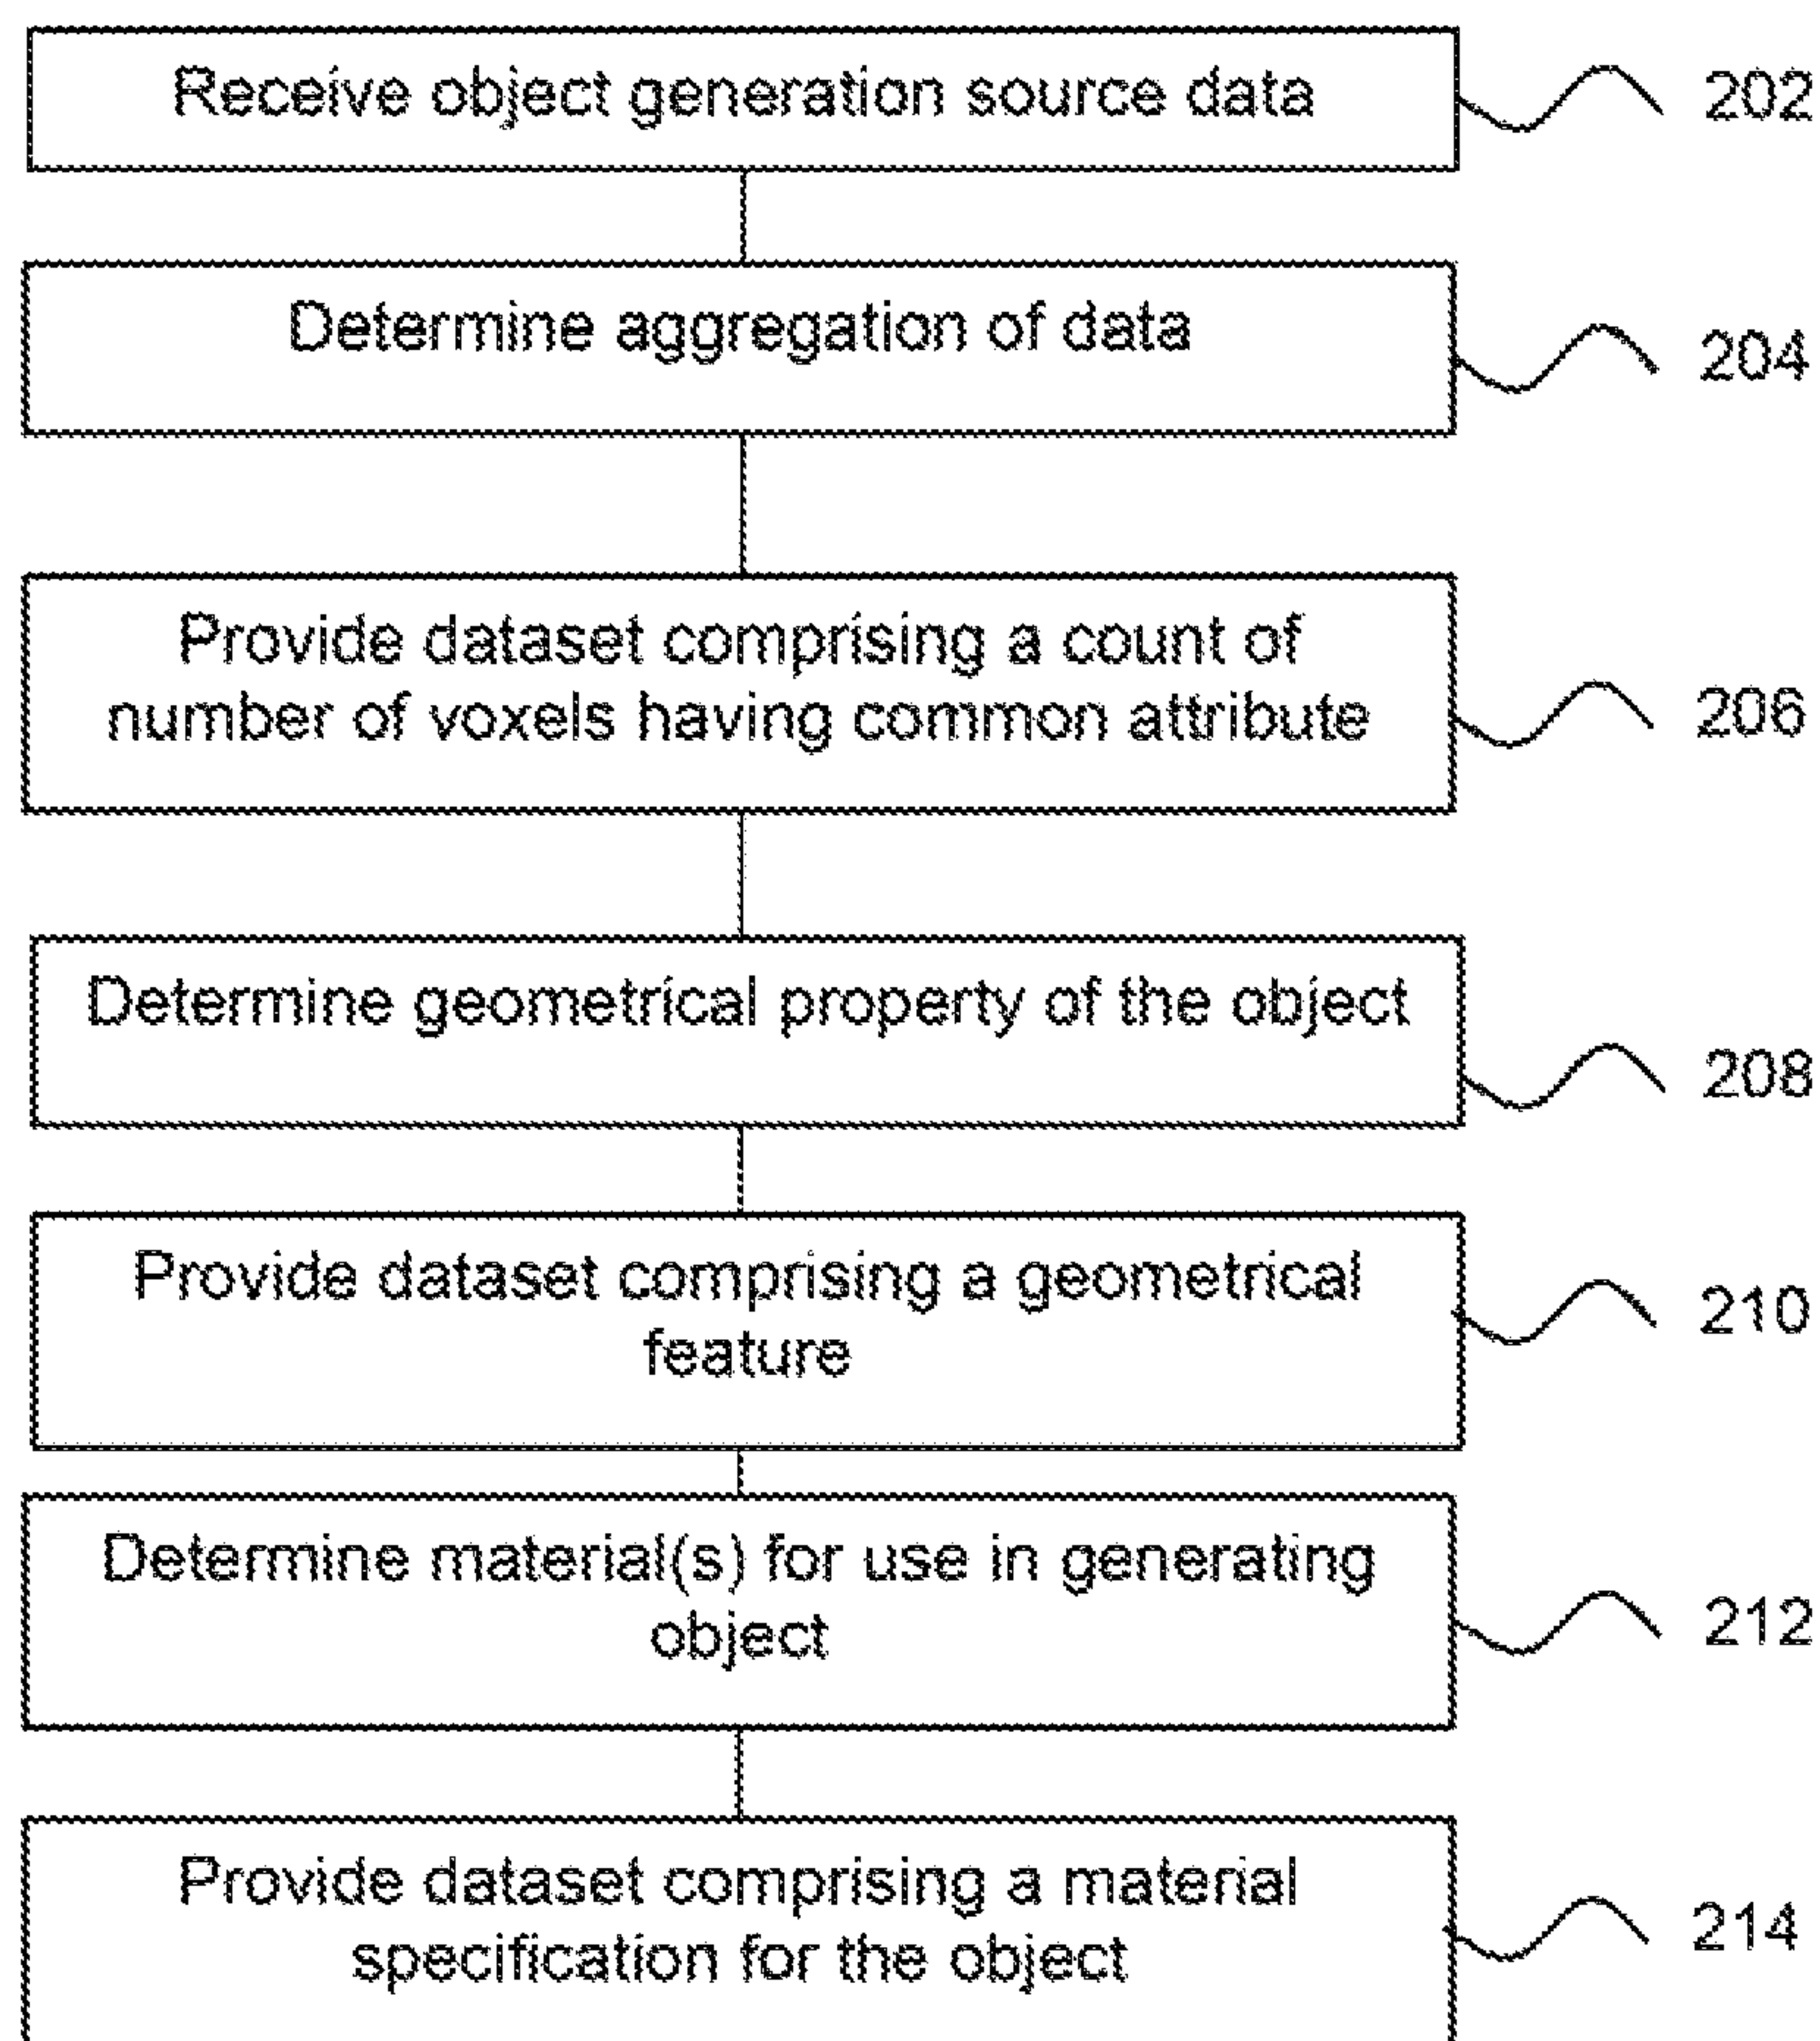 Receive object generation source data
202
Determine aggregation of data
204
Provide dataset comprising a count of
number of voxels having common attribute
206
Determine geometrical property of the object
208
Provide dataset comprising a geometrical
feature
210
Determine material(s) for use in generating
object
212
Provide dataset comprising a material
specification for the object
214